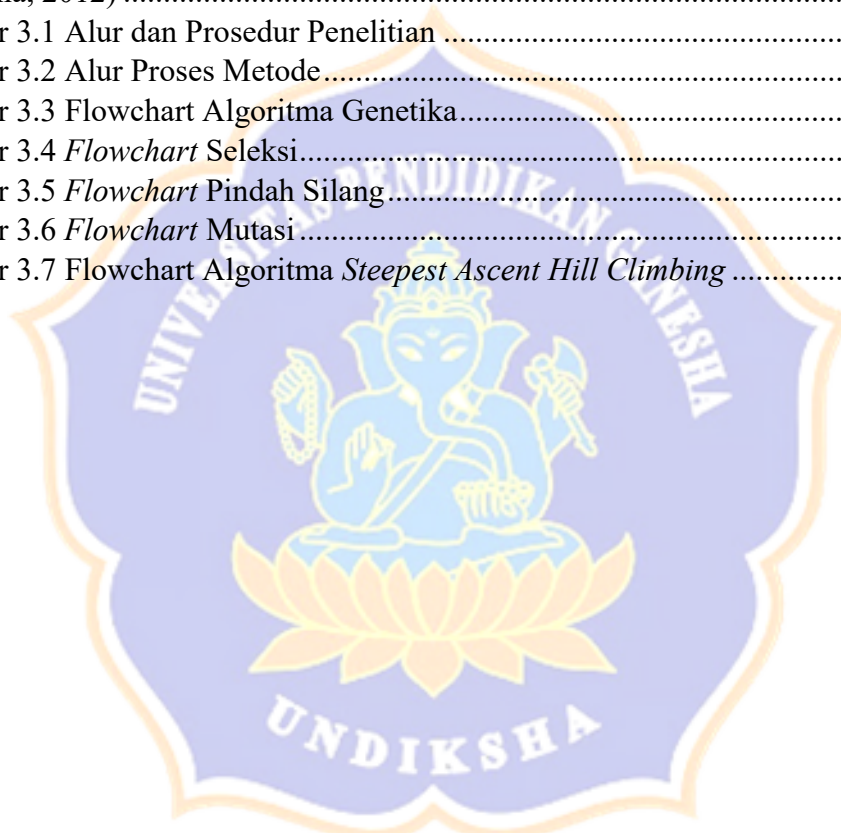 na, 2012)
r 3.1 Alur dan Prosedur Penelitian
r 3.2 Alur Proses Metode
r 3.3 Flowchart Algoritma Genetika
r 3.4 Flowchart Seleksi
r 3.5 Flowchart Pindah Silang
r 3.6 Flowchart Mutasi
r 3.7 Flowchart Algoritma Steepest Ascent Hill Climbing
UNIVERSITAS PENDIDIKAN GANESHA
UNDIKSHA